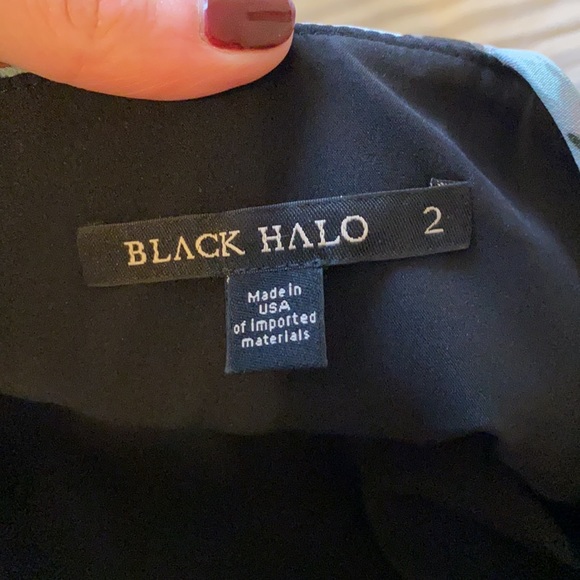 BLACK HALO 2
Made in
USA
of imported
materials